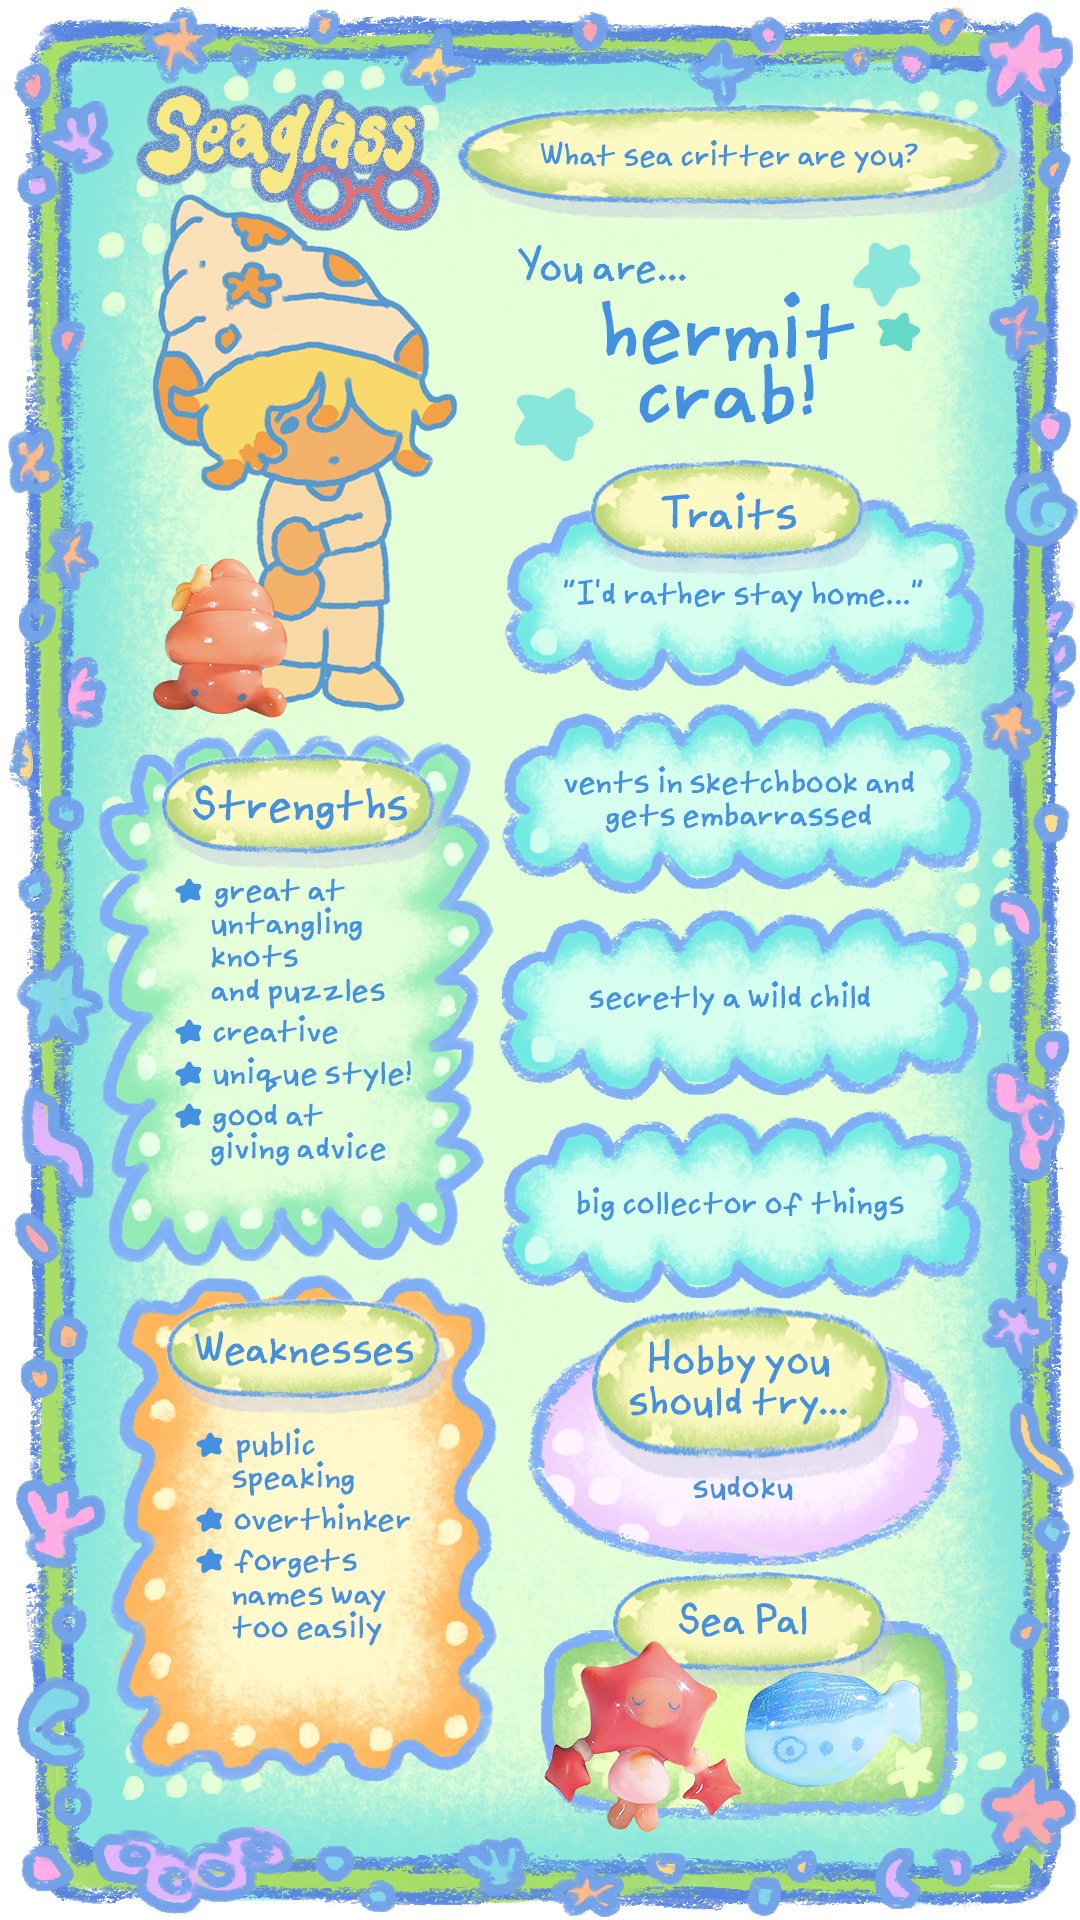 Seaglass
What sea critter are you?
You are...
hermit
crab!
Traits
"I'd rather stay home..."
vents in sketchbook and
gets embarrassed
secretly a wild child
big collector of things
Strengths
great at
untangling
knots
and puzzles
creative
unique style!
good at
giving advice
Weaknesses
public
speaking
overthinker
forgets
names way
too easily
Hobby you
should try...
sudoku
Sea Pal